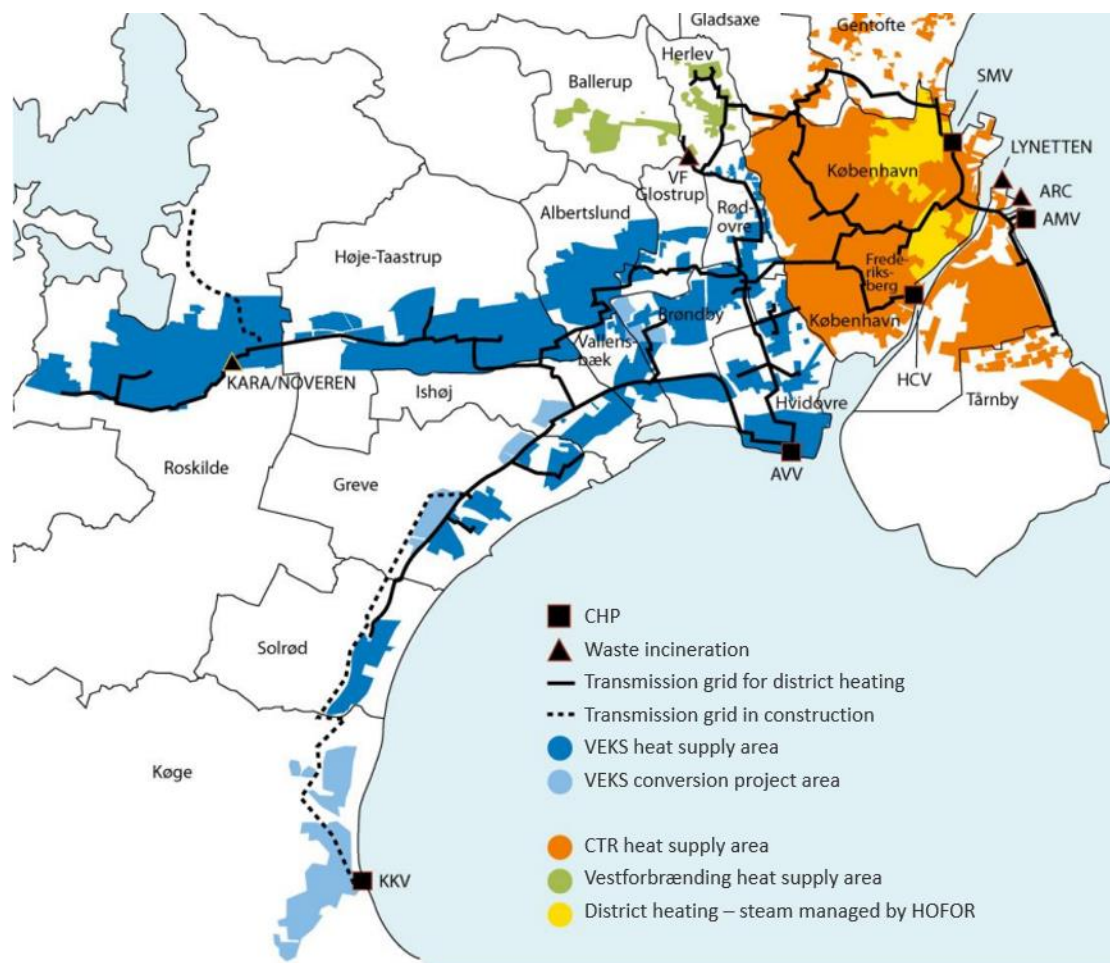 Gladsaxe
Gentofte
Herlev
SMV
Ballerup
LYNETTEN
København
ARC
VF
Glostrup
AMV
Rød-
ovre
Albertslund
Høje-Taastrup
Frede-
riks-
berg
Brøndby
København
Vallens-
bæk
KARA/NOVEREN
Ishøj
HCV
Hvidovre
Tårnby
Roskilde
Greve
AVV
CHP
Solrød
Waste incineration
Transmission grid for district heating
Transmission grid in construction
VEKS heat supply area
Køge
VEKS conversion project area
CTR heat supply area
KKV
Vestforbrænding heat supply area
District heating – steam managed by HOFOR